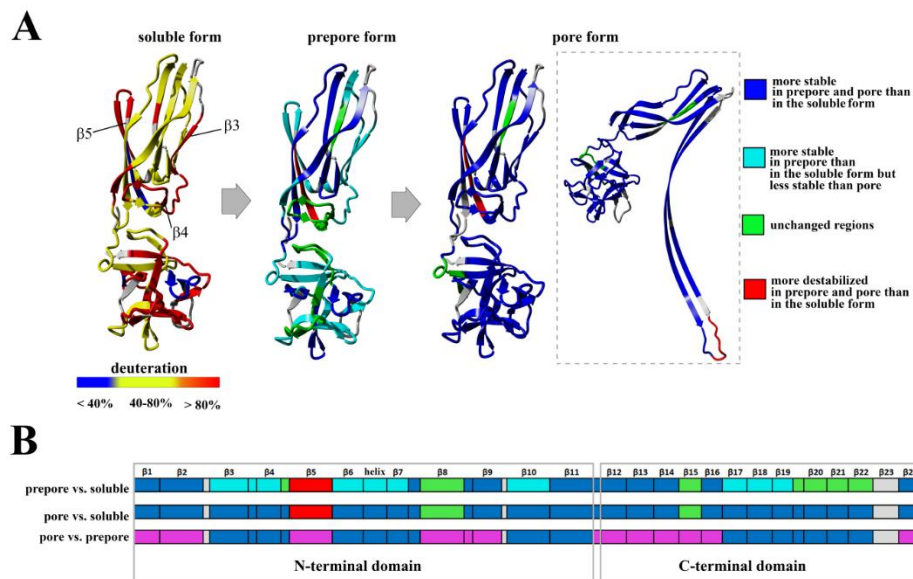 A
soluble form
prepore form
pore form
β5
β3
β4
more stable
in prepore and pore than
in the soluble form
more stable
in prepore than
in the soluble form but
less stable than pore
unchanged regions
more destabilized
in prepore and pore than
in the soluble form
deuteration
< 40% 40-80% > 80%
B
β1 β2 β3 β4 β5 β6 helix β7 β8 β9 β10 β11 β12 β13 β14 β15 β16 β17 β18 β19 β20 β21 β22 β23
prepore vs. soluble
pore vs. soluble
pore vs. prepore
N-terminal domain
C-terminal domain